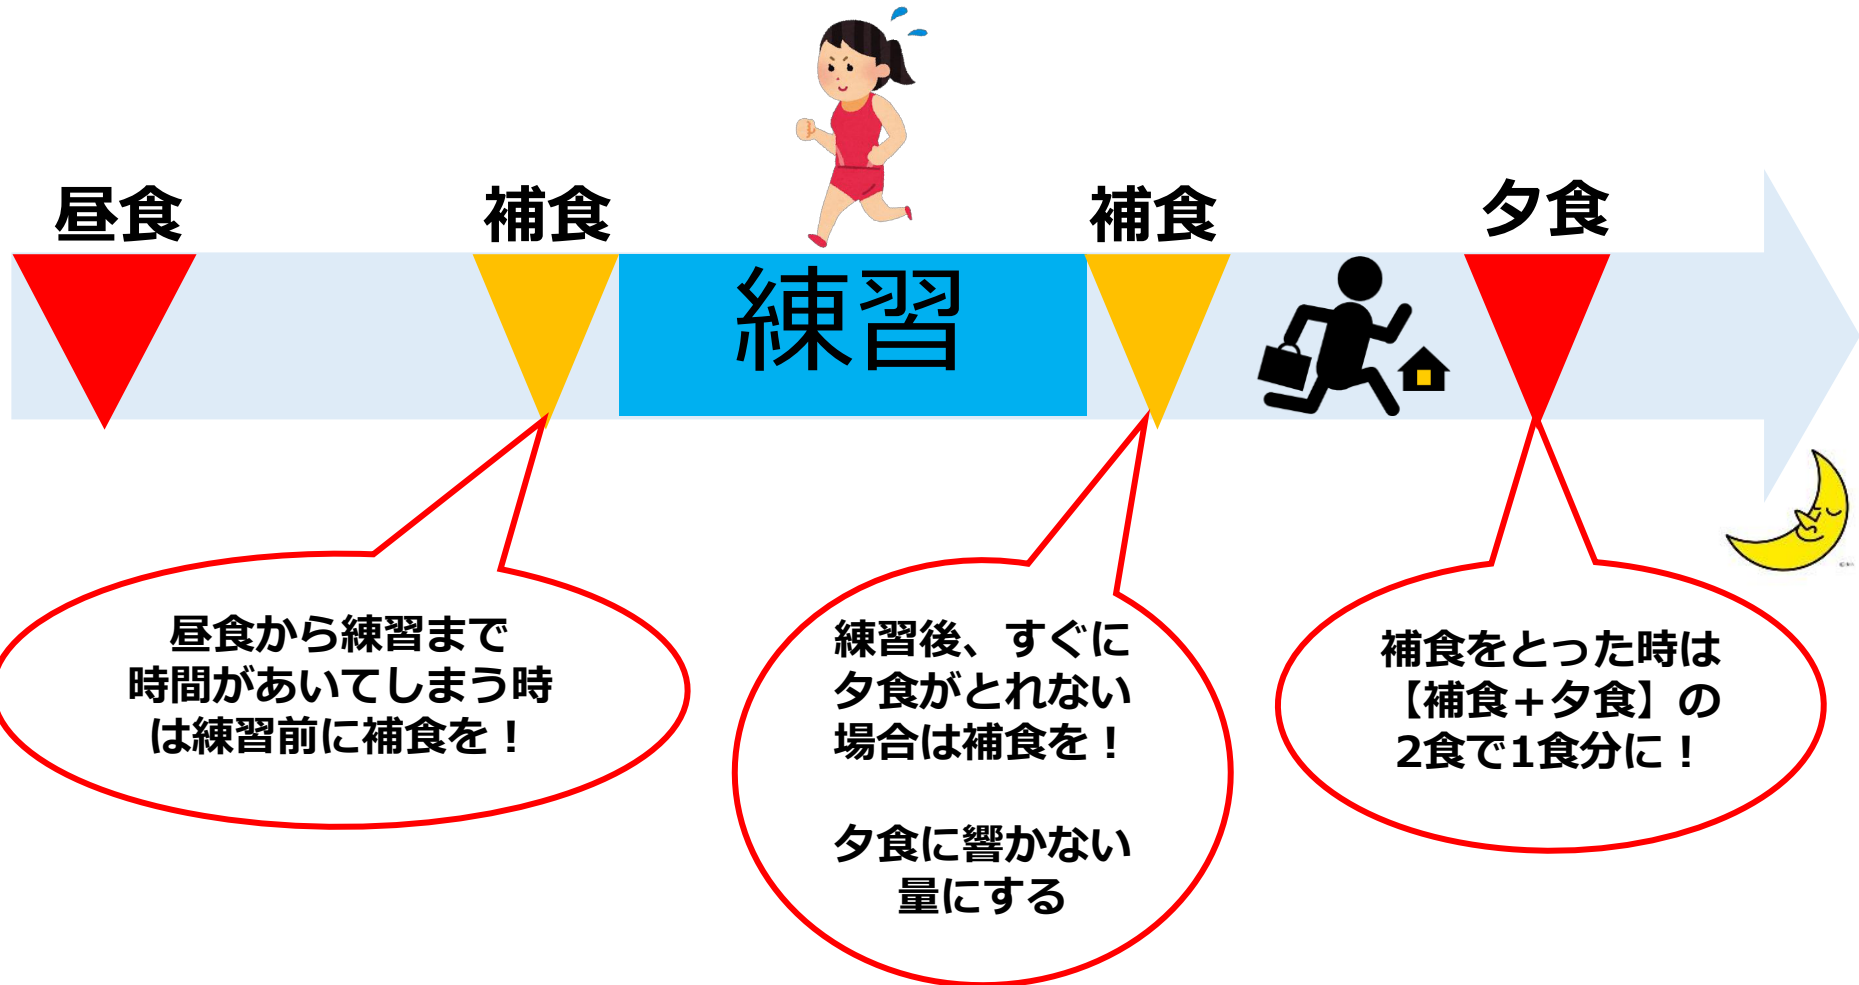 昼食
補食
補食
夕食
練習
昼食から練習まで
時間があいてしまう時
は練習前に補食を！
練習後、すぐに
夕食がとれない
場合は補食を！
夕食に響かない
量にする
補食をとった時は
【補食＋夕食】の
2食で1食分に！